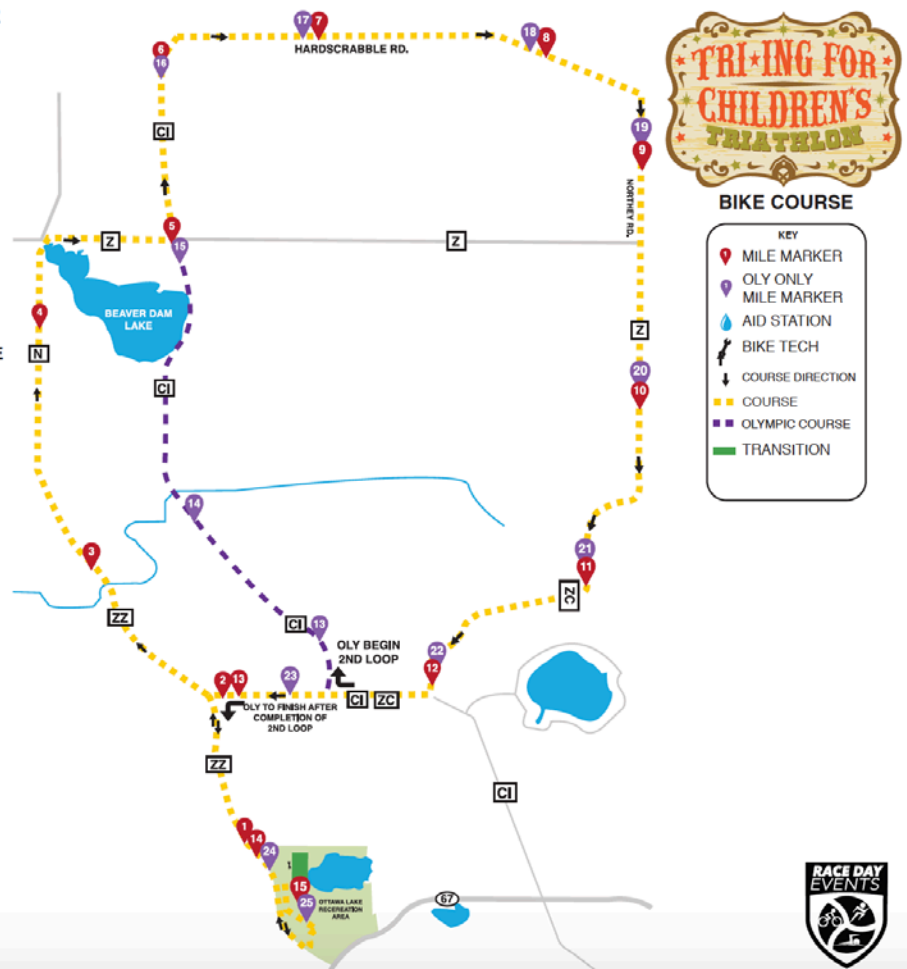 17
7
18
8
6
16
HARDSCRABBLE RD.
TRI★ING FOR
CHILDREN'S
TRIATHLON
BIKE COURSE
CI
19
9
NORTHEY RD.
5
15
Z
Z
KEY
1 MILE MARKER
1 OLY ONLY
MILE MARKER
AID STATION
BIKE TECH
COURSE DIRECTION
COURSE
OLYMPIC COURSE
TRANSITION
4
BEAVER DAM
LAKE
Z
E
N
CI
20
10
14
3
21
11
ZC
ZZ
CI
13
OLY BEGIN
2ND LOOP
22
12
2
13
23
CI
ZC
OLY TO FINISH AFTER
COMPLETION OF
2ND LOOP
ZZ
CI
1
14
24
15
25
OTTAWA LAKE
RECEREATION
AREA
67
RACE DAY
EVENTS